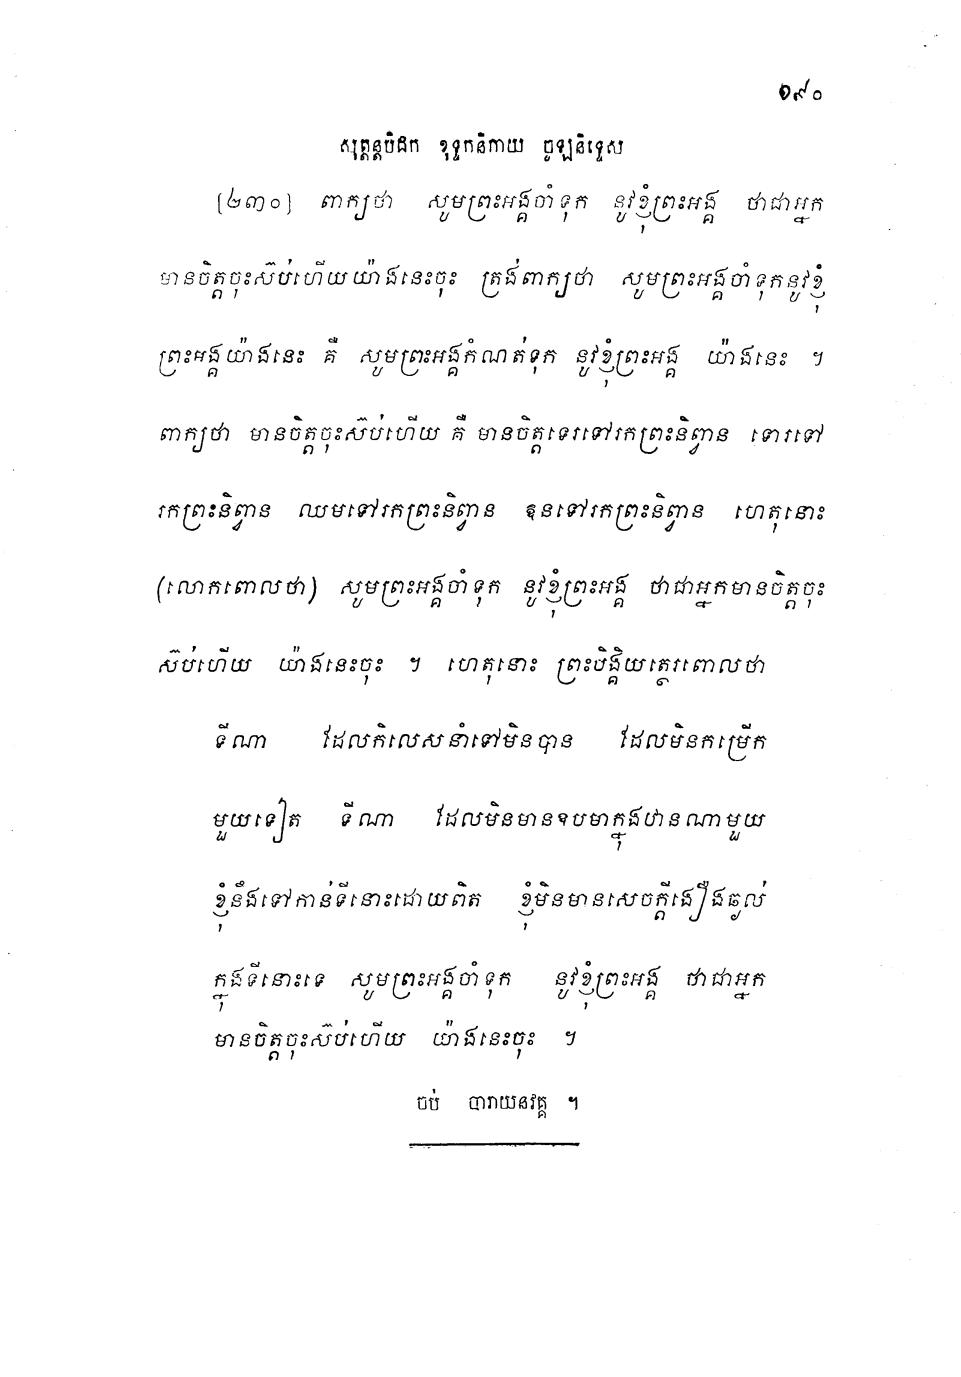 ១៩០
សុត្តន្តបិដក ខុទ្ទកនិកាយ ចូឡនិទ្ទេស
[២៣០] ពាក្យថា សូមព្រះអង្គចាំទុក នូវខ្ញុំព្រះអង្គ ថាជាអ្នក
មានចិត្តចុះស៊ប់ហើយយ៉ាងនេះចុះ ត្រង់ពាក្យថា សូមព្រះអង្គចាំទុកនូវខ្ញុំ
ព្រះអង្គយ៉ាងនេះ គឺ សូមព្រះអង្គកំណត់ទុក នូវខ្ញុំព្រះអង្គ យ៉ាងនេះ ។
ពាក្យថា មានចិត្តចុះស៊ប់ហើយ គឺ មានចិត្តទេរទៅរកព្រះនិព្វាន ទោរទៅ
រកព្រះនិព្វាន ឈមទៅរកព្រះនិព្វាន ឱនទៅរកព្រះនិព្វាន ហេតុនោះ
(លោកពោលថា) សូមព្រះអង្គចាំទុក នូវខ្ញុំព្រះអង្គ ថាជាអ្នកមានចិត្តចុះ
ស៊ប់ហើយ យ៉ាងនេះចុះ ។ ហេតុនោះ ព្រះបិង្គិយត្ថេរពោលថា
ទីណា ដែលកិលេសនាំទៅមិនបាន ដែលមិនកម្រើក
មួយទៀត ទីណា ដែលមិនមានឧបមាក្នុងឋានណាមួយ
ខ្ញុំនឹងទៅកាន់ទីនោះដោយពិត ខ្ញុំមិនមានសេចក្តីងឿងឆ្ងល់
ក្នុងទីនោះទេ សូមព្រះអង្គចាំទុក នូវខ្ញុំព្រះអង្គ ថាជាអ្នក
មានចិត្តចុះស៊ប់ហើយ យ៉ាងនេះចុះ ។
ចប់ បារាយនវគ្គ ។